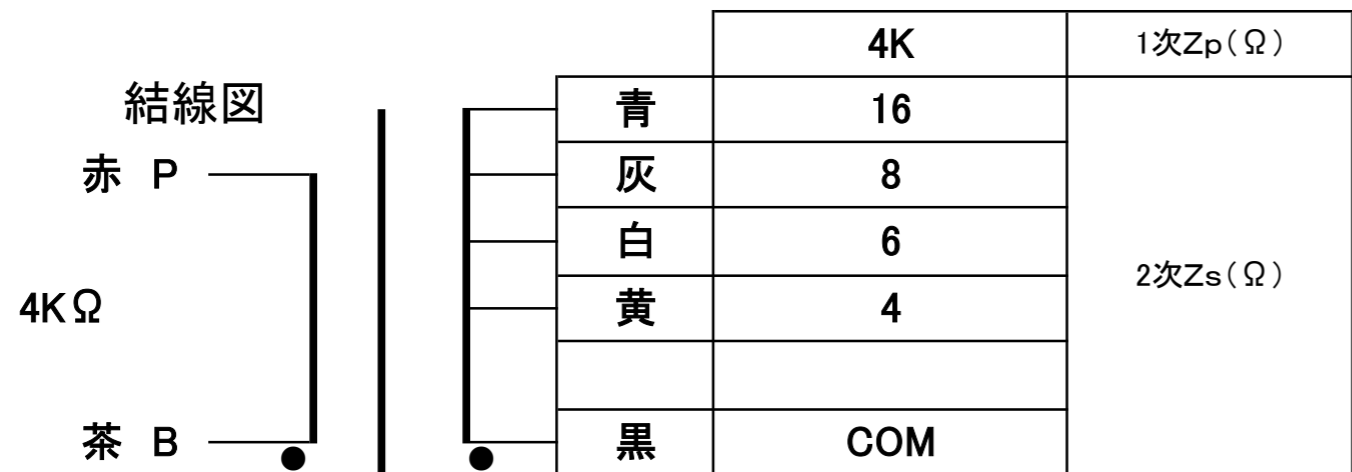 4K 1次Zp(Ω)
結線図
青 16
赤 P
灰 8
白 6
2次Zs(Ω)
4KΩ
黄 4
茶 B
黒 COM